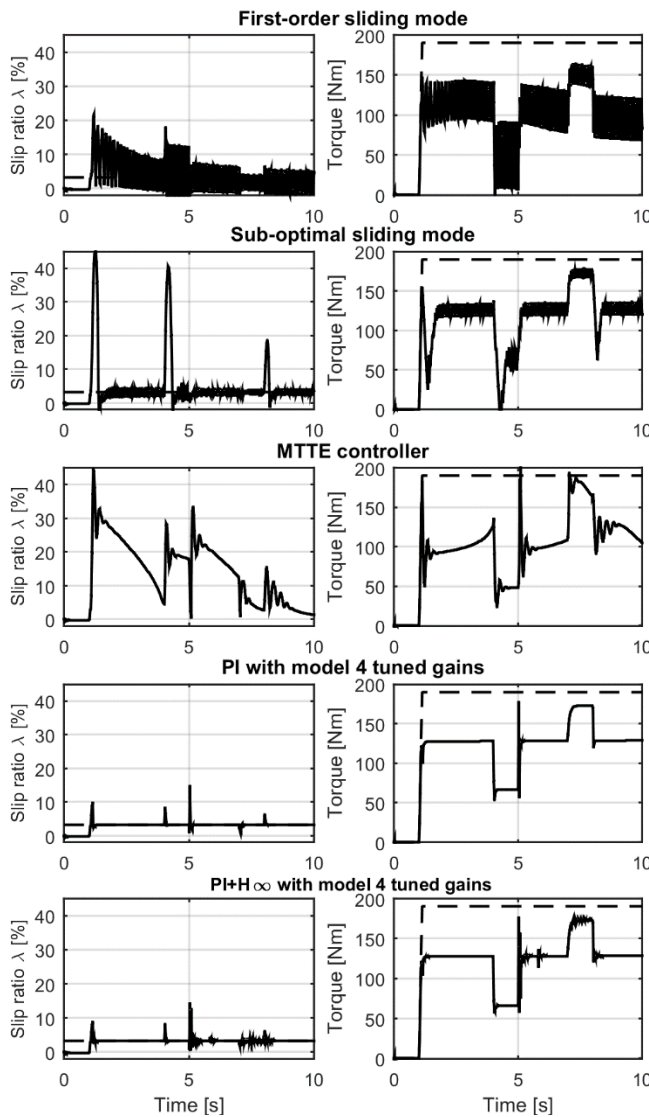 First-order sliding mode
Slip ratio λ [%]
40
30
20
10
0
0 5 10
Torque [Nm]
200
150
100
50
0
0 5 10
Sub-optimal sliding mode
Slip ratio λ [%]
40
30
20
10
0
0 5 10
Torque [Nm]
200
150
100
50
0
0 5 10
MTTE controller
Slip ratio λ [%]
40
30
20
10
0
0 5 10
Torque [Nm]
200
150
100
50
0
0 5 10
PI with model 4 tuned gains
Slip ratio λ [%]
40
30
20
10
0
0 5 10
Torque [Nm]
200
150
100
50
0
0 5 10
PI+H ∞ with model 4 tuned gains
Slip ratio λ [%]
40
30
20
10
0
0 5 10
Time [s]
Torque [Nm]
200
150
100
50
0
0 5 10
Time [s]